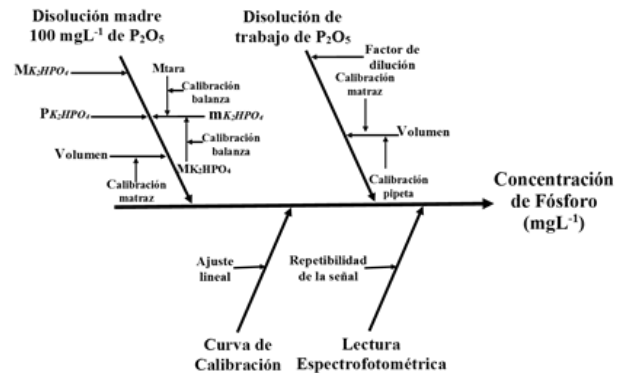 Disolución madre
100 mgL⁻¹ de P₂O₅
Disolución de
trabajo de P₂O₅
MK₂HPO₄
Mtara
Calibración
balanza
PK₂HPO₄
mK₂HPO₄
Calibración
balanza
MK₂HPO₄
Volumen
Calibración
matraz
Factor de
dilución
Calibración
matraz
Volumen
Calibración
pipeta
Concentración
de Fósforo
(mgL⁻¹)
Ajuste
lineal
Repetibilidad
de la señal
Curva de
Calibración
Lectura
Espectrofotométrica